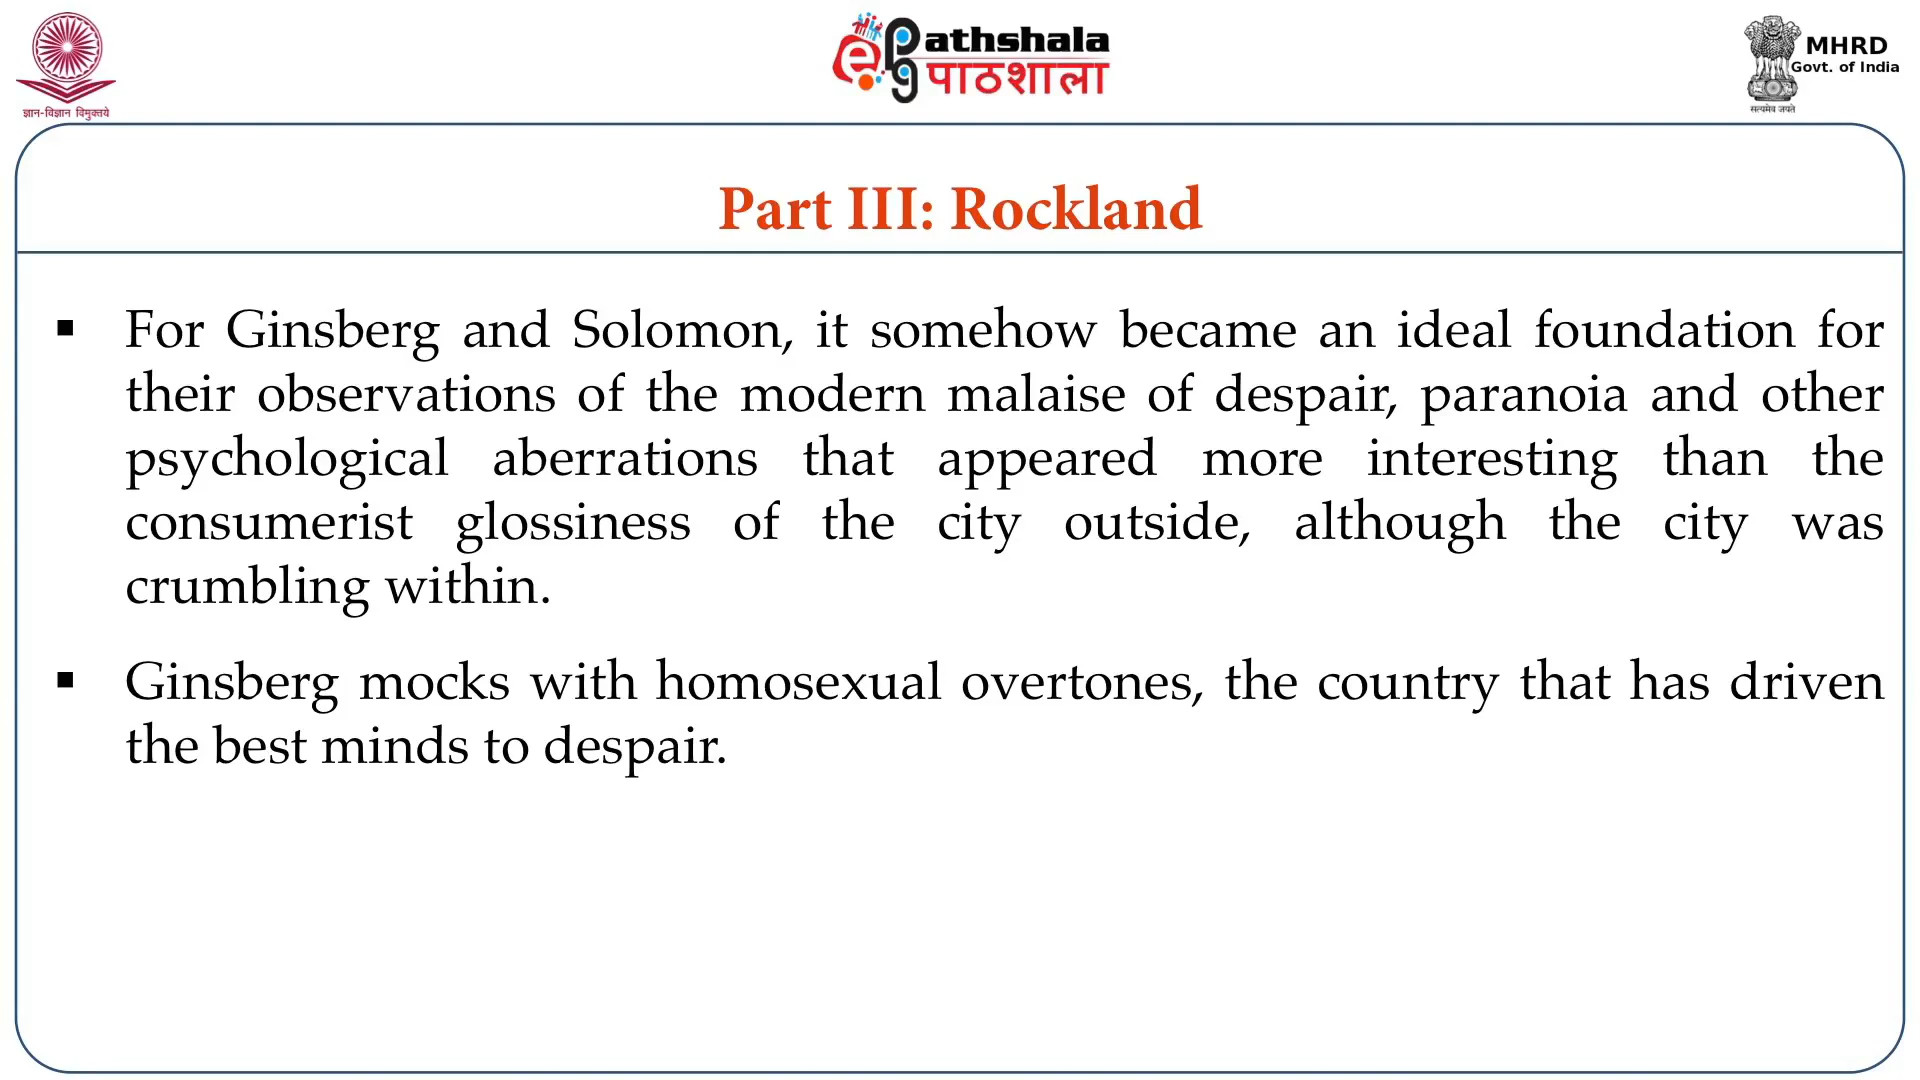 ज्ञान-विज्ञान विमुक्तये
e
Pathshala
पाठशाला
pg
MHRD
Govt. of India
सत्यमेव जयते
Part III: Rockland
▪ For Ginsberg and Solomon, it somehow became an ideal foundation for
their observations of the modern malaise of despair, paranoia and other
psychological aberrations that appeared more interesting than the
consumerist glossiness of the city outside, although the city was
crumbling within.
▪ Ginsberg mocks with homosexual overtones, the country that has driven
the best minds to despair.